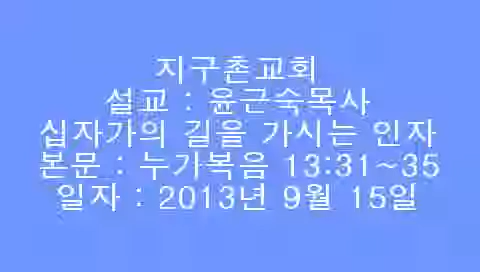 지구촌교회
설교 : 윤근숙목사
십자가의 길을 가시는 인자
본문 : 누가복음 13:31~35
일자 : 2013년 9월 15일